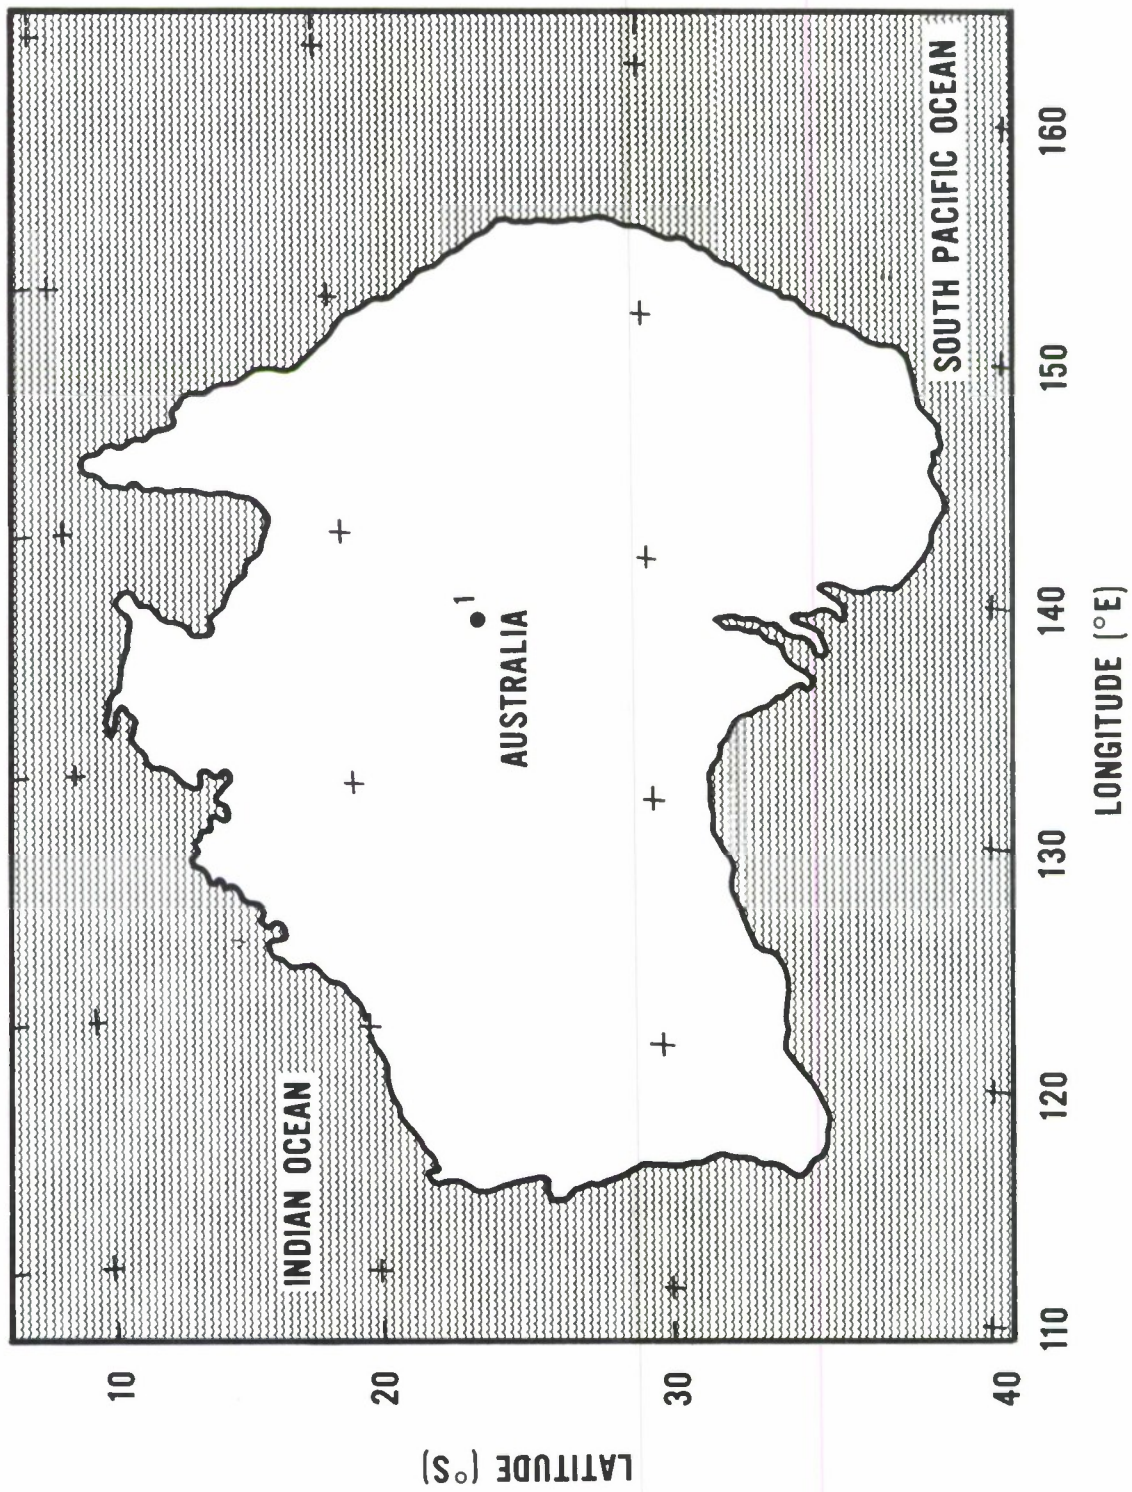 SOUTH PACIFIC OCEAN
INDIAN OCEAN
1
AUSTRALIA
LATITUDE (°S)
10
20
30
40
110
120
130
140
150
160
LONGITUDE (°E)